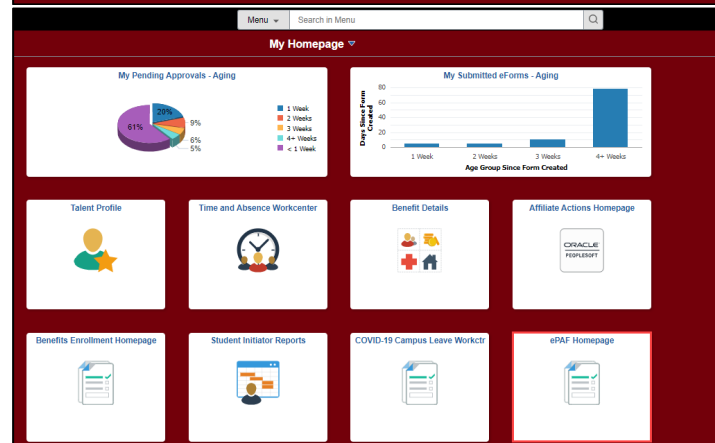 Menu
Search in Menu
My Homepage
My Pending Approvals - Aging
20%
9%
61%
6%
5%
1 Week
2 Weeks
3 Weeks
4+ Weeks
< 1 Week
My Submitted eForms - Aging
Days Since Form
Created
80
60
40
20
0
1 Week
2 Weeks
3 Weeks
4+ Weeks
Age Group Since Form Created
Talent Profile
Time and Absence Workcenter
Benefit Details
Affiliate Actions Homepage
ORACLE
PEOPLESOFT
Benefits Enrollment Homepage
Student Initiator Reports
COVID-19 Campus Leave Workctr
ePAF Homepage